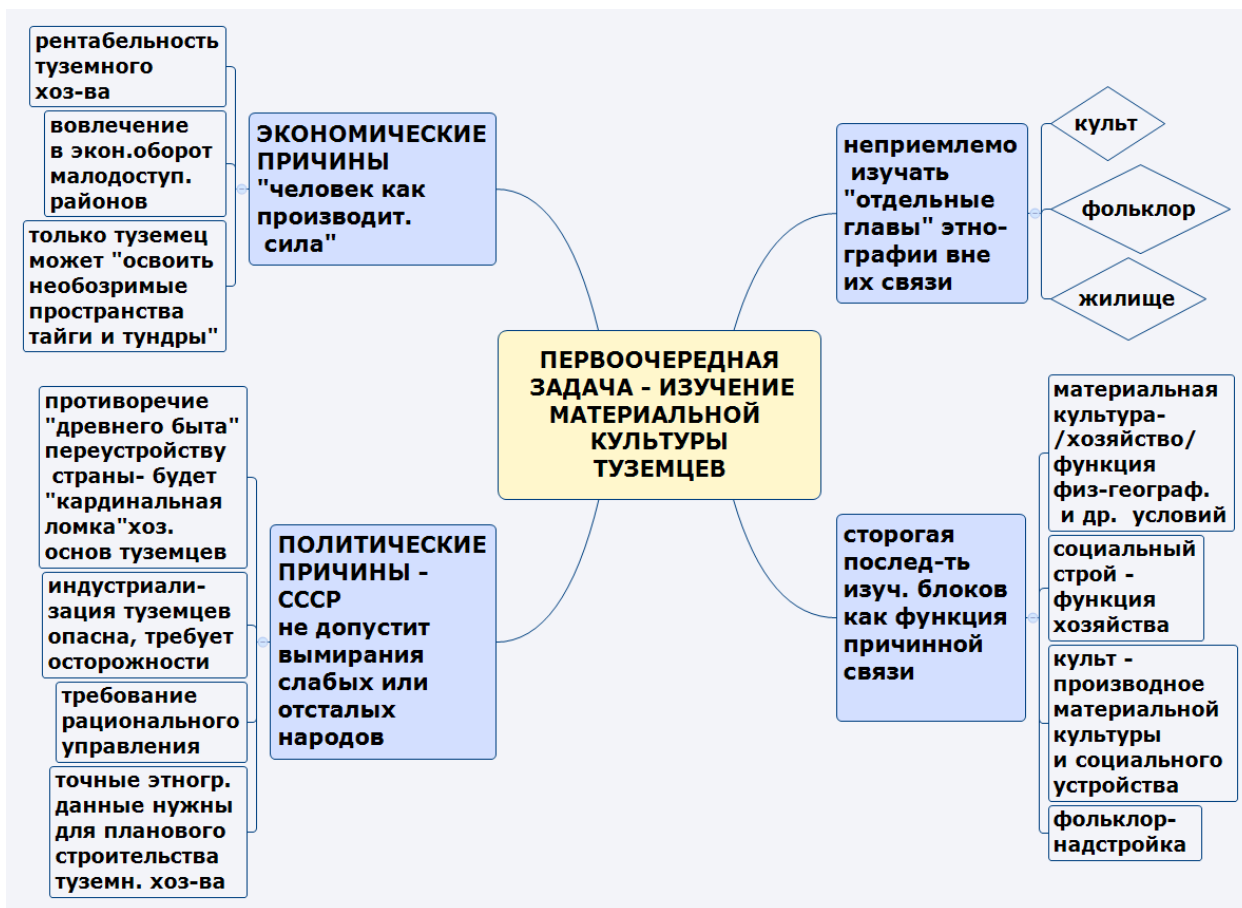 ПЕРВООЧЕРЕДНАЯ
ЗАДАЧА - ИЗУЧЕНИЕ
МАТЕРИАЛЬНОЙ
КУЛЬТУРЫ
ТУЗЕМЦЕВ
ЭКОНОМИЧЕСКИЕ
ПРИЧИНЫ
"человек как
производит.
сила"
рентабельность
туземного
хоз-ва
вовлечение
в экон.оборот
малодоступ.
районов
только туземец
может "освоить
необозримые
пространства
тайги и тундры"
ПОЛИТИЧЕСКИЕ
ПРИЧИНЫ -
СССР
не допустит
вымирания
слабых или
отсталых
народов
противоречие
"древнего быта"
переустройству
страны- будет
"кардинальная
ломка"хоз.
основ туземцев
индустриали-
зация туземцев
опасна, требует
осторожности
требование
рационального
управления
точные этногр.
данные нужны
для планового
строительства
туземн. хоз-ва
неприемлемо
изучать
"отдельные
главы" этно-
графии вне
их связи
культ
фольклор
жилище
сторогая
послед-ть
изуч. блоков
как функция
причинной
связи
материальная
культура-
/хозяйство/
функция
физ-географ.
и др. условий
социальный
строй -
функция
хозяйства
культ -
производное
материальной
культуры
и социального
устройства
фольклор-
надстройка